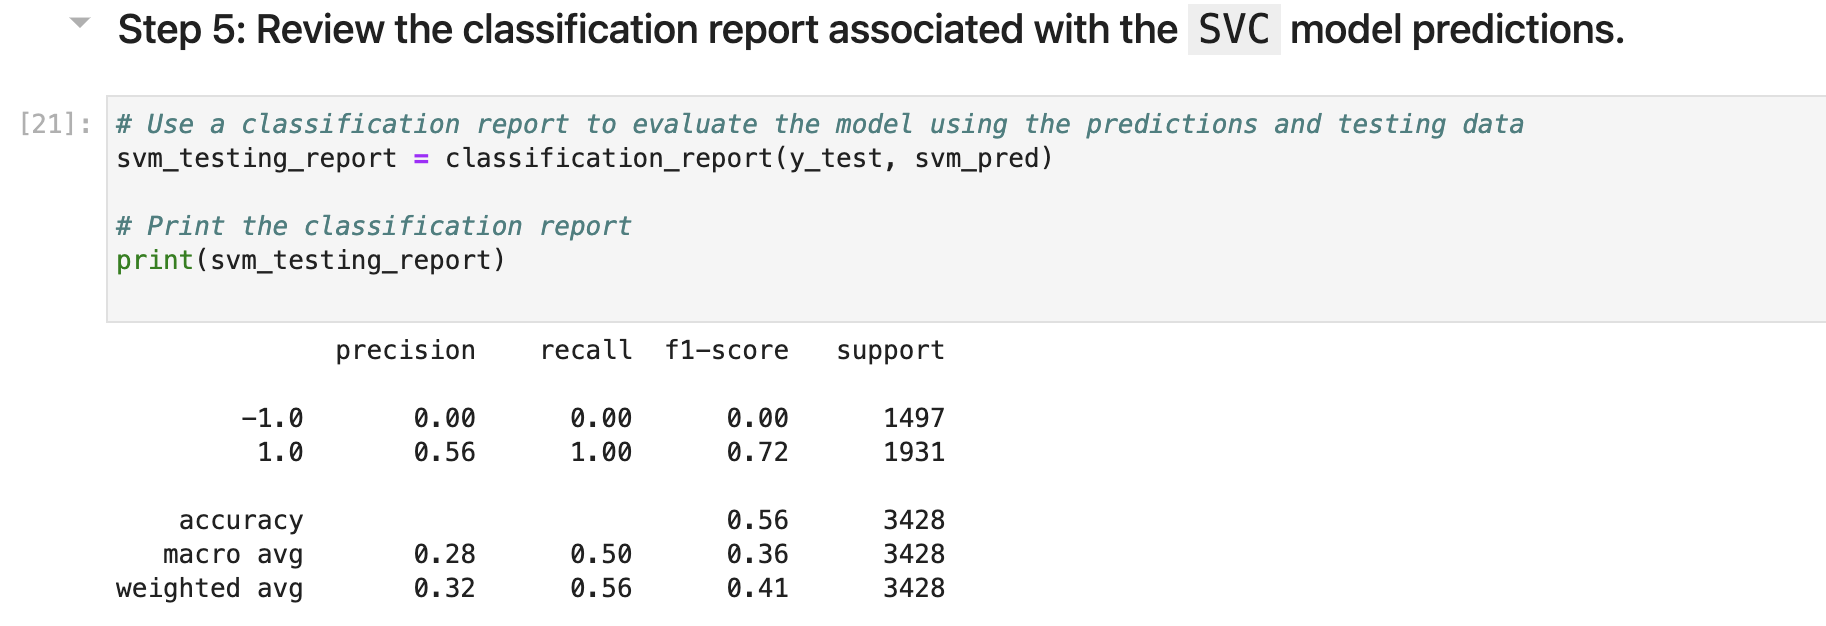 Step 5: Review the classification report associated with the SVC model predictions.
[21]: # Use a classification report to evaluate the model using the predictions and testing data
svm_testing_report = classification_report(y_test, svm_pred)
# Print the classification report
print(svm_testing_report)
precision recall f1-score support
-1.0 0.00 0.00 0.00 1497
1.0 0.56 1.00 0.72 1931
accuracy 0.56 3428
macro avg 0.28 0.50 0.36 3428
weighted avg 0.32 0.56 0.41 3428